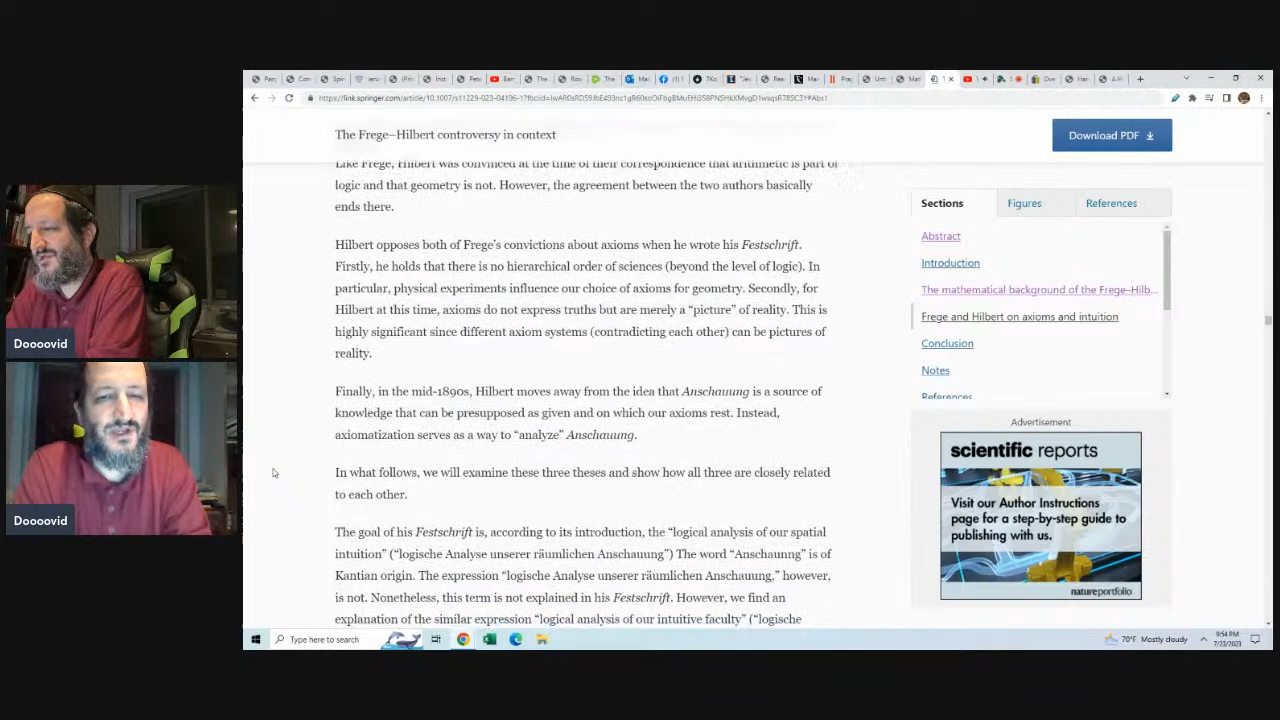 The
Mai
The Frege–Hilbert controversy in context
Download PDF
Like Frege, Hilbert was convinced at the time of their correspondence that arithmetic is part of
logic and that geometry is not. However, the agreement between the two authors basically
ends there.
Hilbert opposes both of Frege's convictions about axioms when he wrote his Festschrift.
Firstly, he holds that there is no hierarchical order of sciences (beyond the level of logic). In
particular, physical experiments influence our choice of axioms for geometry. Secondly, for
Hilbert at this time, axioms do not express truths but are merely a “picture” of reality. This is
highly significant since different axiom systems (contradicting each other) can be pictures of
reality.
Finally, in the mid-1890s, Hilbert moves away from the idea that Anschauung is a source of
knowledge that can be presupposed as given and on which our axioms rest. Instead,
axiomatization serves as a way to “analyze” Anschauung.
In what follows, we will examine these three theses and show how all three are closely related
to each other.
The goal of his Festschrift is, according to its introduction, the “logical analysis of our spatial
intuition” (“logische Analyse unserer räumlichen Anschauung”) The word “Anschaunng” is of
Kantian origin. The expression “logische Analyse unserer räumlichen Anschauung,” however,
is not. Nonetheless, this term is not explained in his Festschrift. However, we find an
explanation of the similar expression “logical analysis of our intuitive faculty” (“logische
Sections
Figures
References
Abstract
Introduction
The mathematical background of the Frege–Hilb...
Frege and Hilbert on axioms and intuition
Conclusion
Notes
References
Advertisement
scientific reports
Visit our Author Instructions
page for a step-by-step guide to
publishing with us.
natureportfolio
Doooovid
Doooovid
Type here to search
70°F Mostly cloudy
9:54 PM
7/23/2023